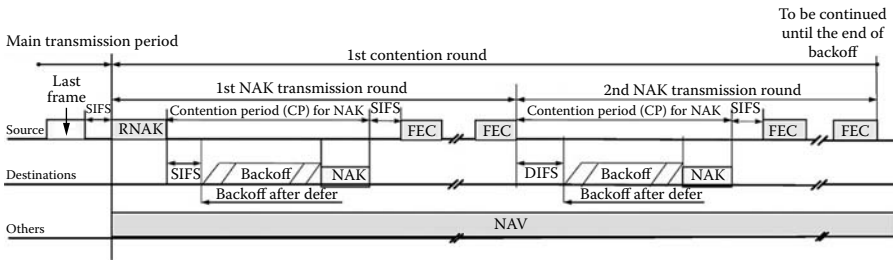 To be continued
until the end of
backoff
Main transmission period
1st contention round
Last
frame
1st NAK transmission round
2nd NAK transmission round
SIFS
Contention period (CP) for NAK
SIFS
Contention period (CP) for NAK
SIFS
Source
RNAK
FEC
FEC
FEC
FEC
Destinations
SIFS
Backoff
NAK
DIFS
Backoff
NAK
Backoff after defer
Backoff after defer
NAV
Others